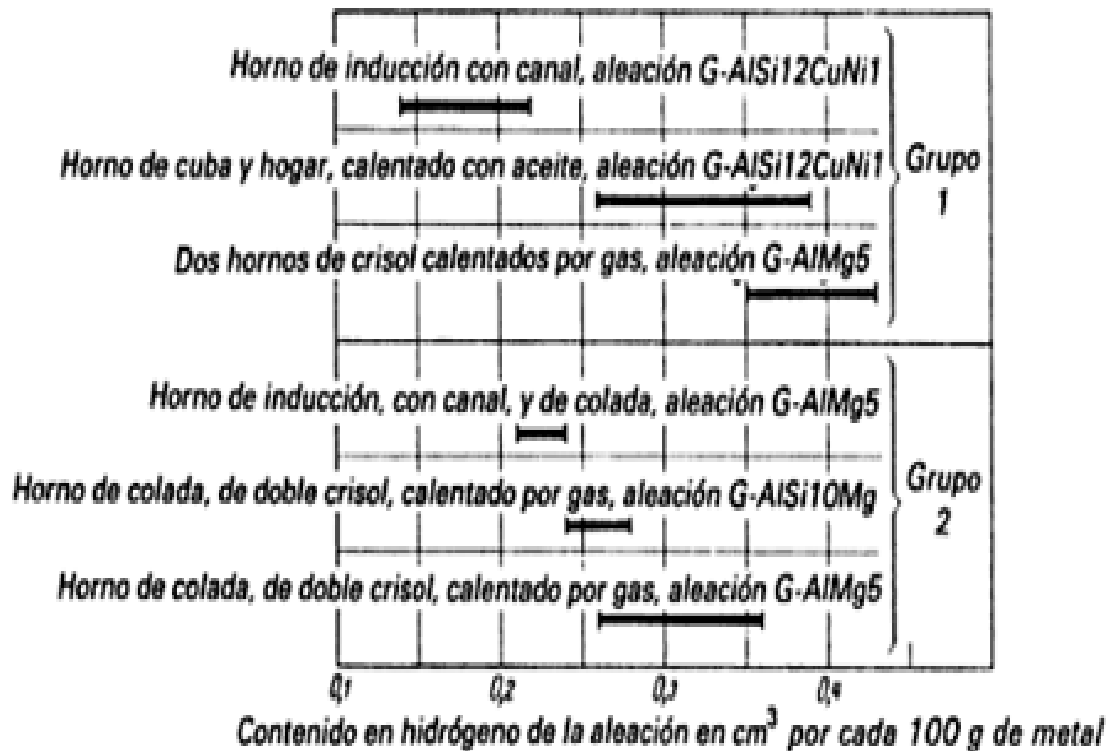 Horno de inducción con canal, aleación G-AlSi12CuNi1
Horno de cuba y hogar, calentado con aceite, aleación G-AlSi12CuNi1
Dos hornos de crisol calentados por gas, aleación G-AlMg5
Grupo
1
Horno de inducción, con canal, y de colada, aleación G-AlMg5
Horno de colada, de doble crisol, calentado por gas, aleación G-AlSi10Mg
Horno de colada, de doble crisol, calentado por gas, aleación G-AlMg5
Grupo
2
0,1 0,2 0,3 0,4
Contenido en hidrógeno de la aleación en cm³ por cada 100 g de metal